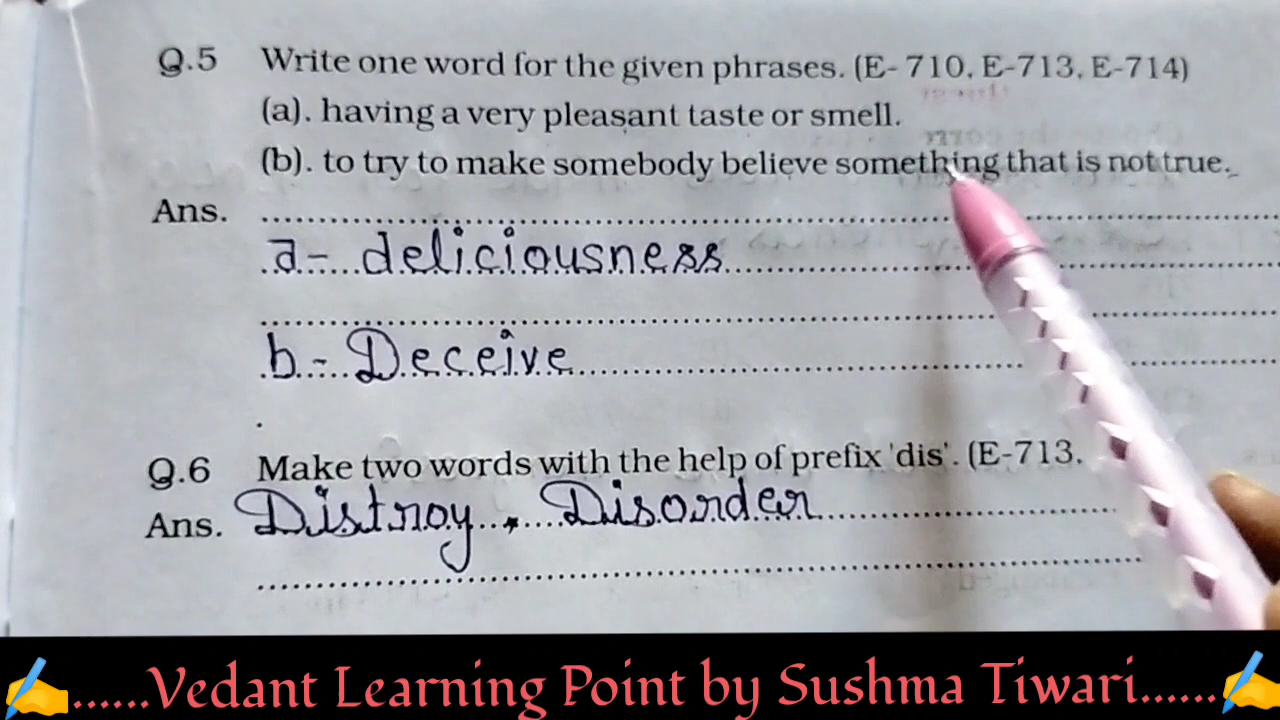 Q.5 Write one word for the given phrases. (E- 710, E-713, E-714)
(a). having a very pleasant taste or smell.
(b). to try to make somebody believe something that is not true.
Ans. ........................................
a- deliciousness
b- Deceive
Q.6 Make two words with the help of prefix 'dis'. (E-713.
Ans. Distroy, Disorder
✍......Vedant Learning Point by Sushma Tiwari......✍